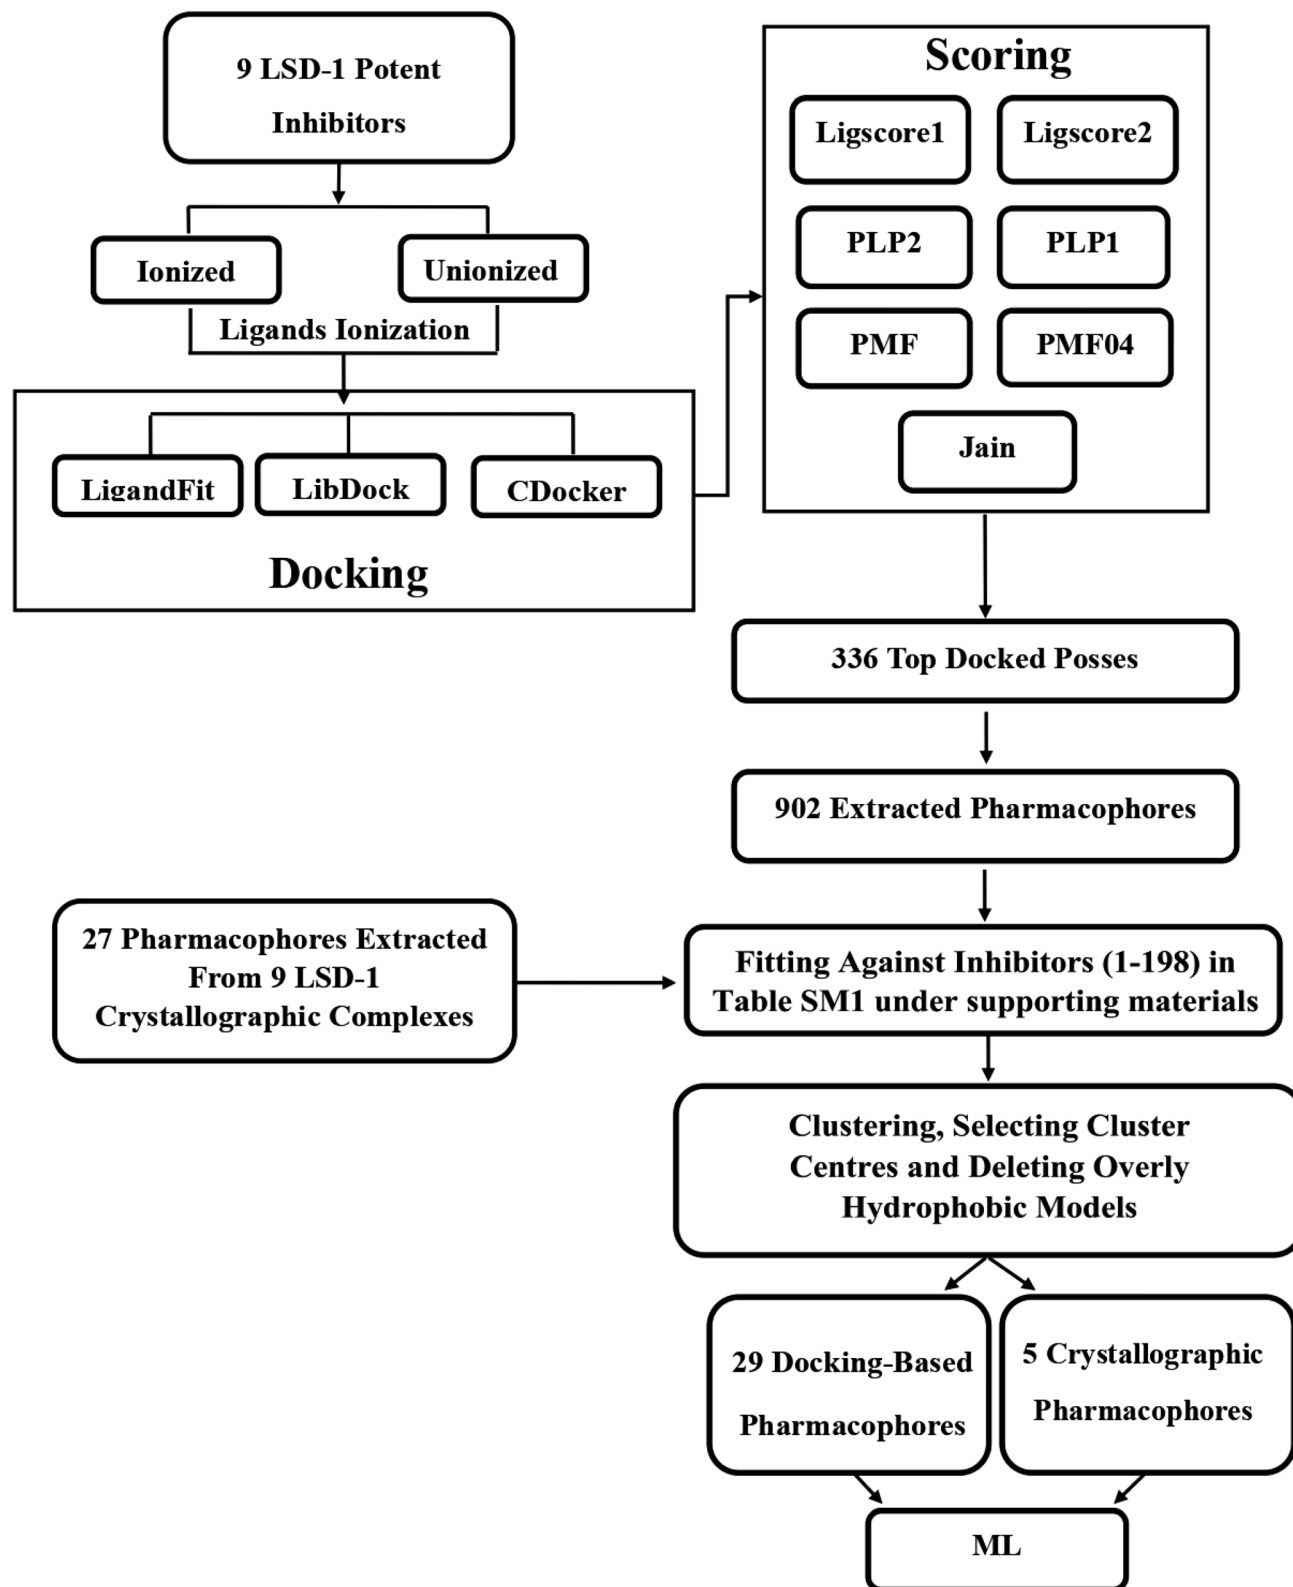 9 LSD-1 Potent
Inhibitors
Ionized
Unionized
Ligands Ionization
LigandFit
LibDock
CDocker
Docking
Scoring
Ligscore1
Ligscore2
PLP2
PLP1
PMF
PMF04
Jain
336 Top Docked Posses
902 Extracted Pharmacophores
27 Pharmacophores Extracted
From 9 LSD-1
Crystallographic Complexes
Fitting Against Inhibitors (1-198) in
Table SM1 under supporting materials
Clustering, Selecting Cluster
Centres and Deleting Overly
Hydrophobic Models
29 Docking-Based
Pharmacophores
5 Crystallographic
Pharmacophores
ML